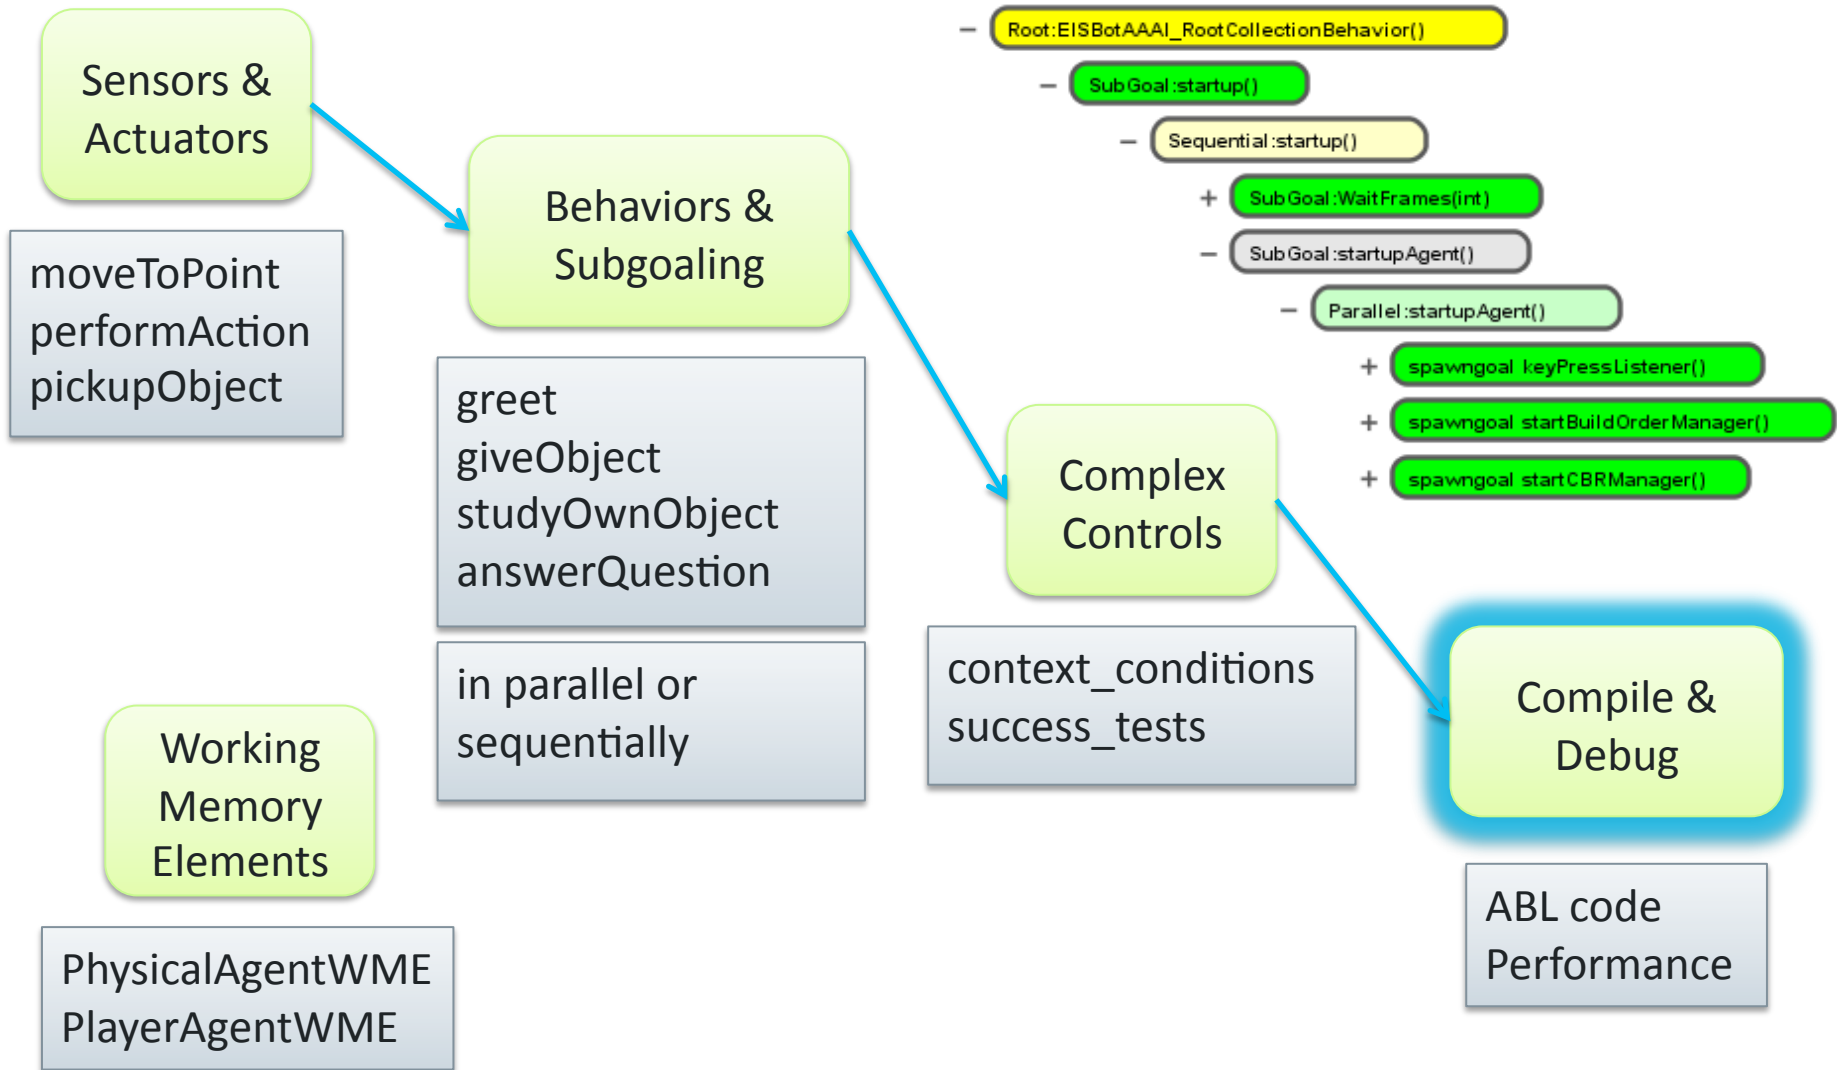 Sensors &
Actuators
moveToPoint
performAction
pickupObject
Behaviors &
Subgoaling
greet
giveObject
studyOwnObject
answerQuestion
in parallel or
sequentially
Working
Memory
Elements
PhysicalAgentWME
PlayerAgentWME
Complex
Controls
context_conditions
success_tests
Compile &
Debug
ABL code
Performance
− Root:EISBotAAAI_RootCollectionBehavior()
− SubGoal:startup()
− Sequential:startup()
+ SubGoal:WaitFrames(int)
− SubGoal:startupAgent()
− Parallel:startupAgent()
+ spawngoal keyPressListener()
+ spawngoal startBuildOrderManager()
+ spawngoal startCBRManager()